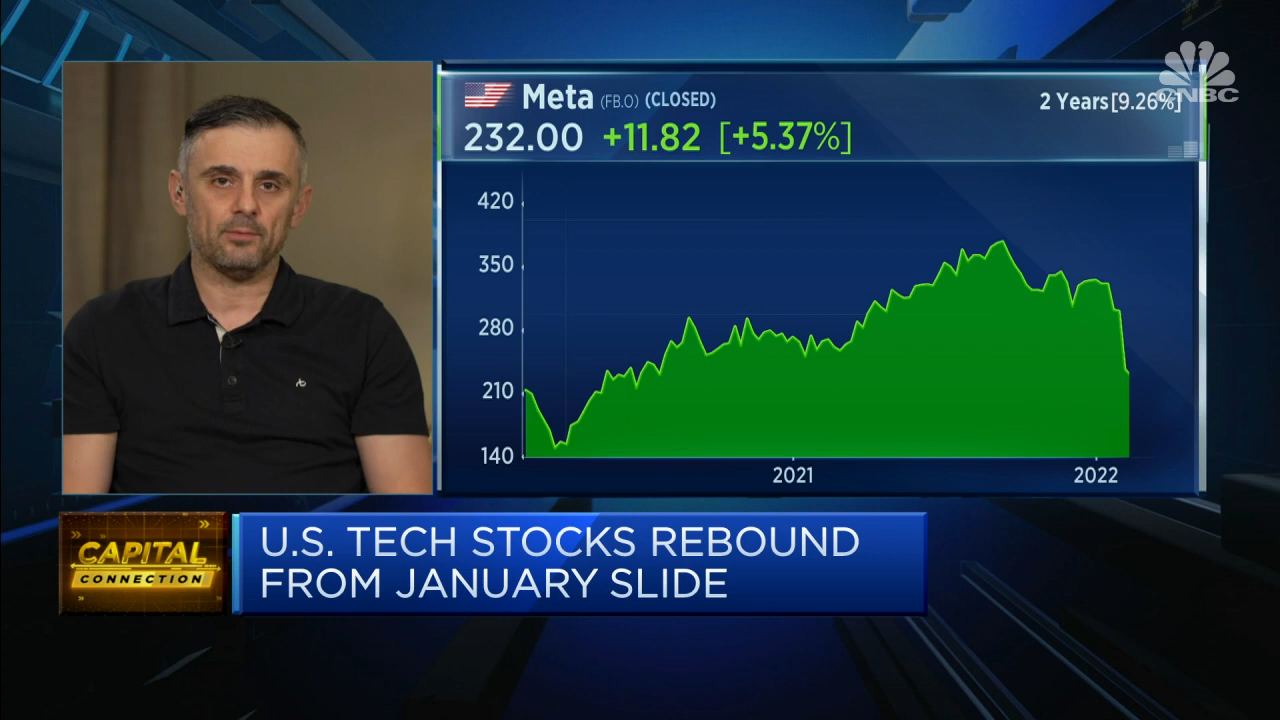 CNBC
Meta (FB.O) (CLOSED)
2 Years[9.26%]
232.00 +11.82 [+5.37%]
420
350
280
210
140
2021
2022
CAPITAL
CONNECTION
U.S. TECH STOCKS REBOUND
FROM JANUARY SLIDE